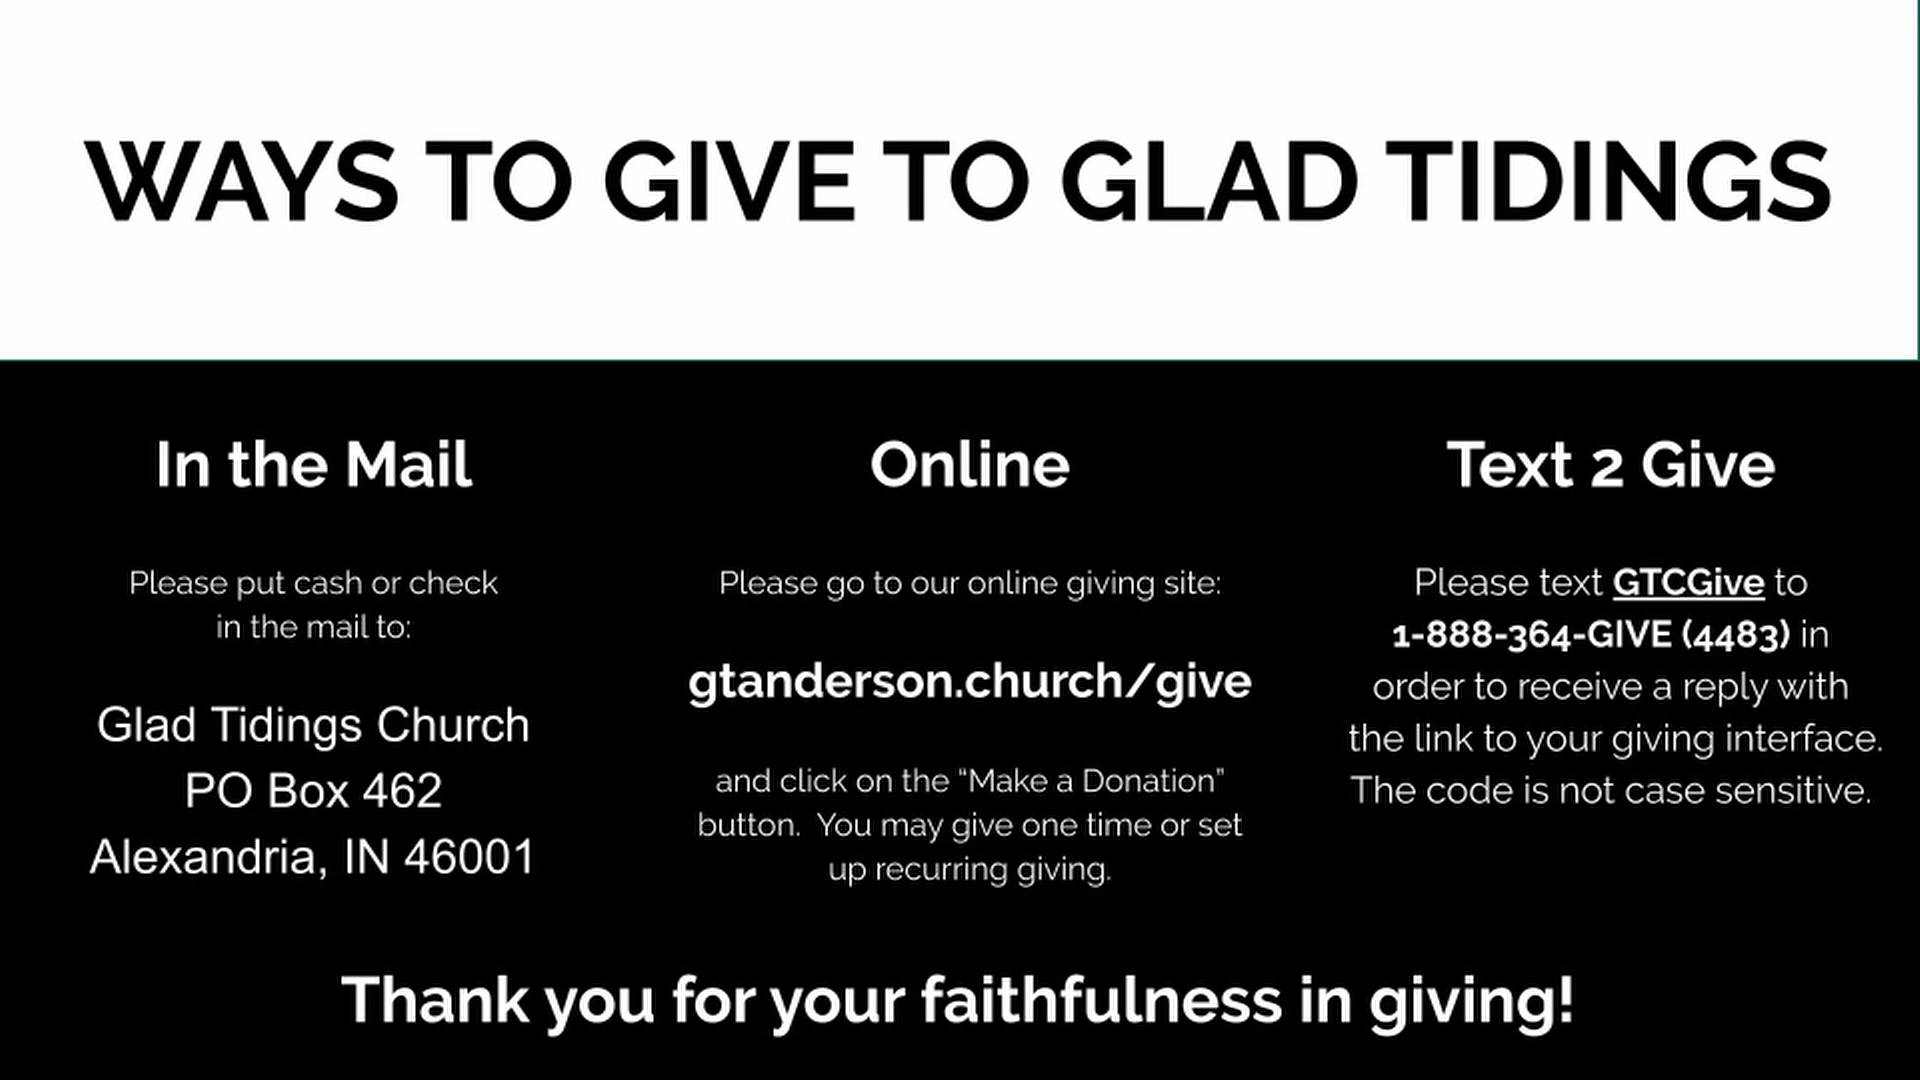 WAYS TO GIVE TO GLAD TIDINGS
In the Mail
Please put cash or check
in the mail to:
Glad Tidings Church
PO Box 462
Alexandria, IN 46001
Online
Please go to our online giving site:
gtanderson.church/give
and click on the “Make a Donation”
button.  You may give one time or set
up recurring giving.
Text 2 Give
Please text GTCGive to
1-888-364-GIVE (4483) in
order to receive a reply with
the link to your giving interface.
The code is not case sensitive.
Thank you for your faithfulness in giving!